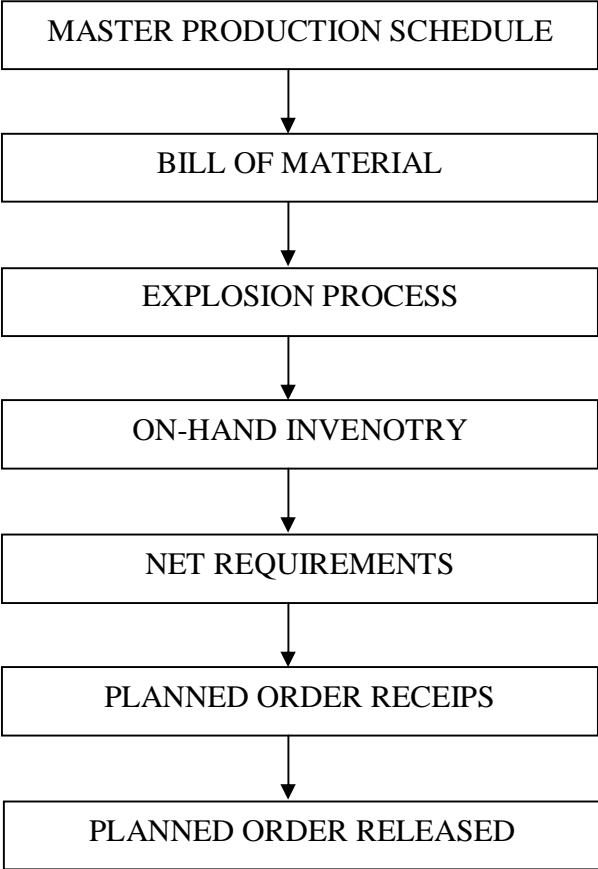 MASTER PRODUCTION SCHEDULE
BILL OF MATERIAL
EXPLOSION PROCESS
ON-HAND INVENOTRY
NET REQUIREMENTS
PLANNED ORDER RECEIPS
PLANNED ORDER RELEASED